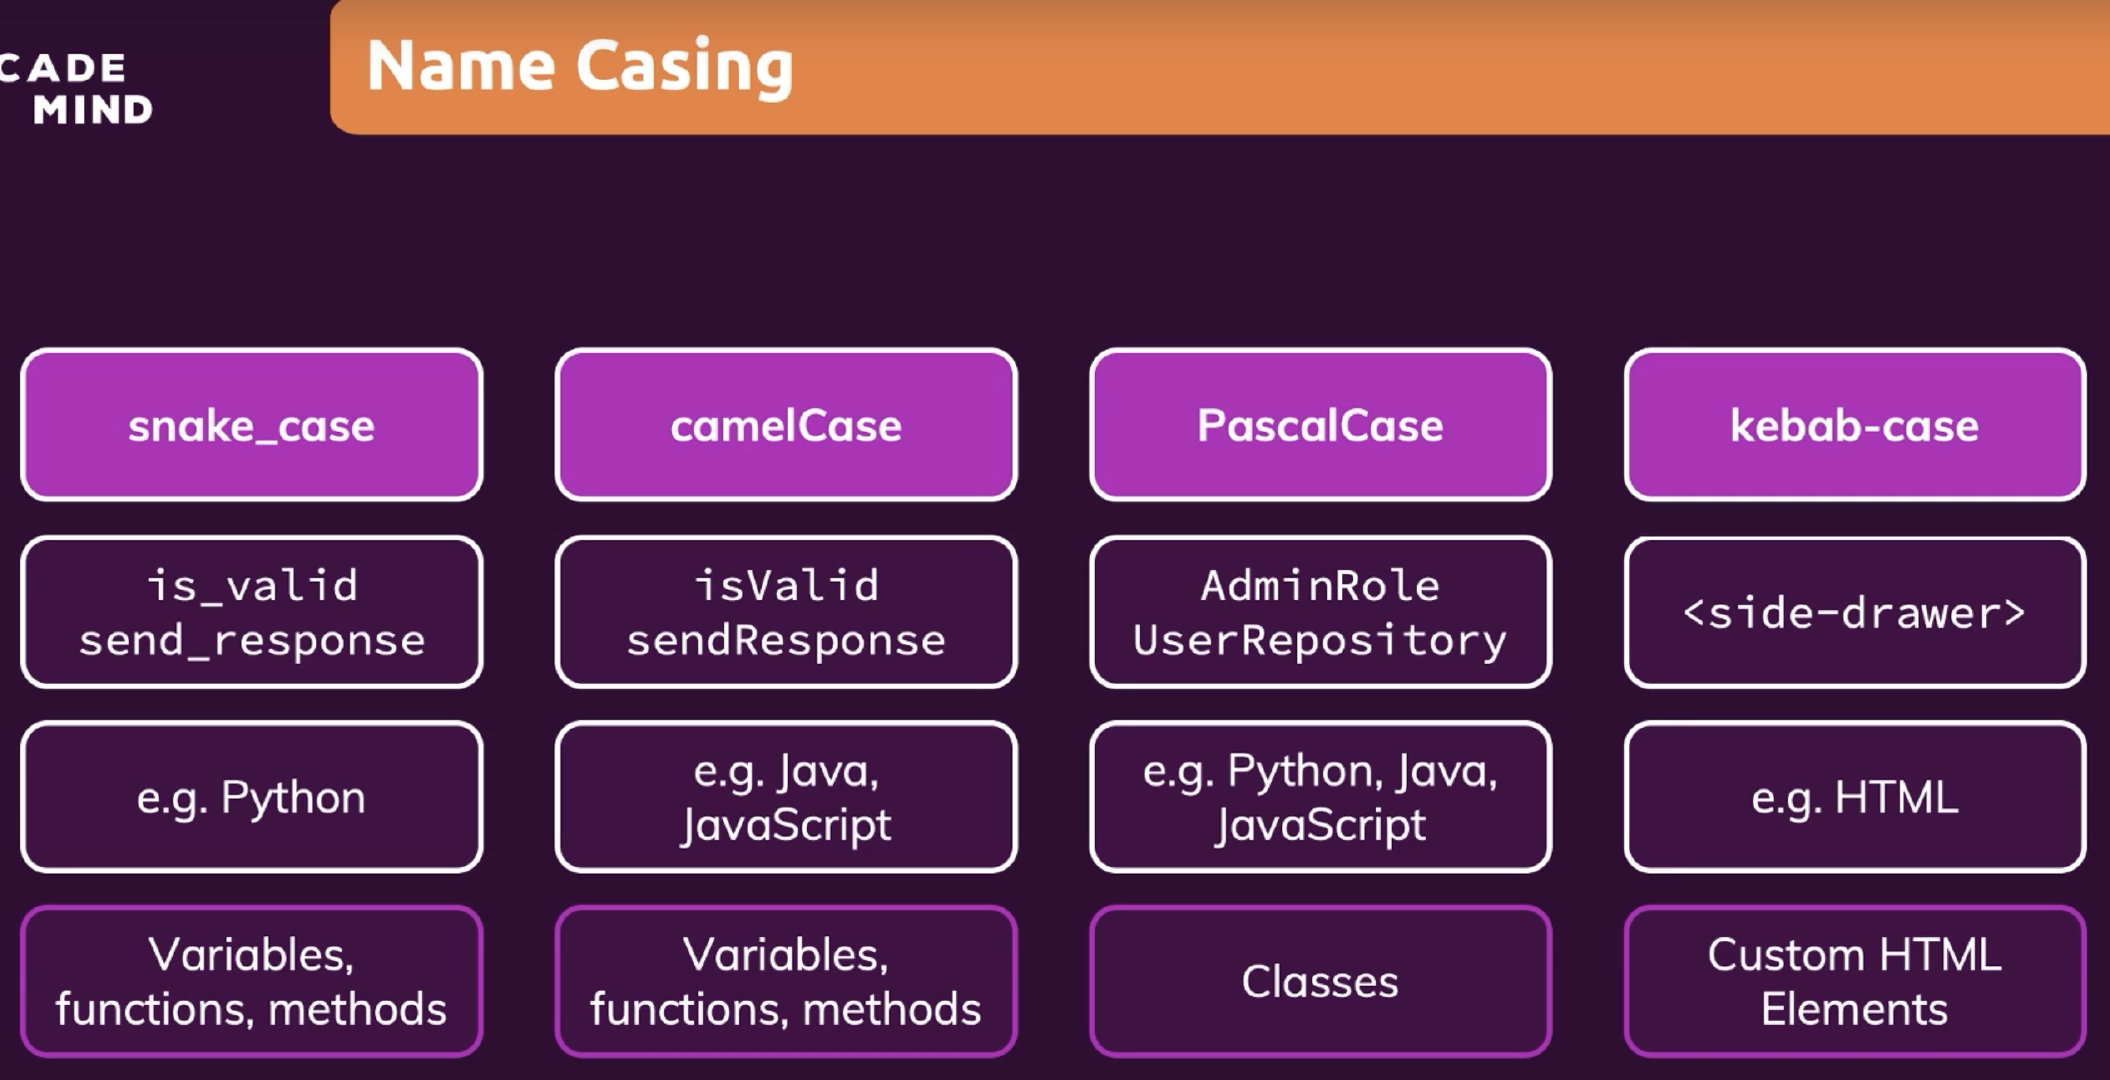 CADE
MIND
Name Casing
snake_case
camelCase
PascalCase
kebab-case
is_valid
send_response
isValid
sendResponse
AdminRole
UserRepository
<side-drawer>
e.g. Python
e.g. Java,
JavaScript
e.g. Python, Java,
JavaScript
e.g. HTML
Variables,
functions, methods
Variables,
functions, methods
Classes
Custom HTML
Elements